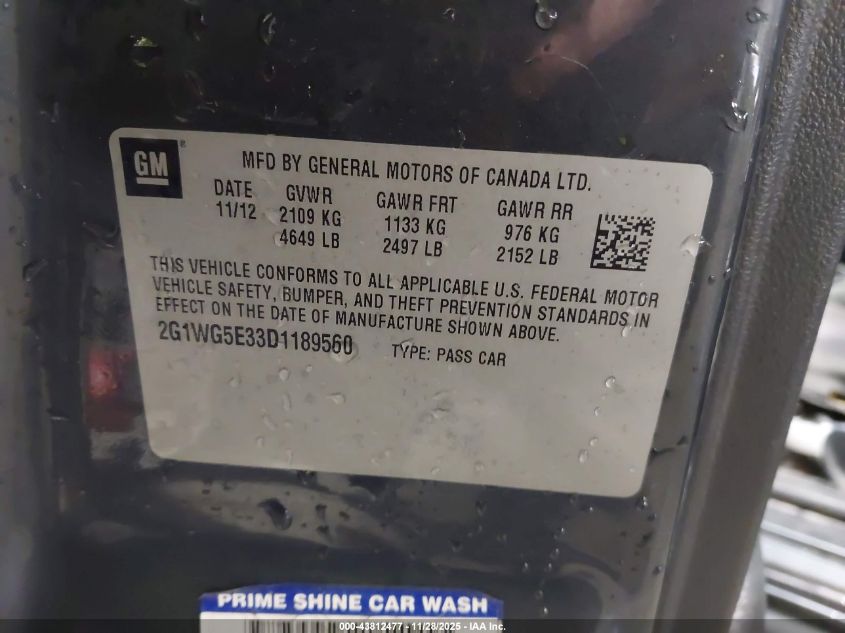 GM ®
MFD BY GENERAL MOTORS OF CANADA LTD.
DATE GVWR GAWR FRT GAWR RR
11/12 2109 KG 1133 KG 976 KG
4649 LB 2497 LB 2152 LB
THIS VEHICLE CONFORMS TO ALL APPLICABLE U.S. FEDERAL MOTOR
VEHICLE SAFETY, BUMPER, AND THEFT PREVENTION STANDARDS IN
EFFECT ON THE DATE OF MANUFACTURE SHOWN ABOVE.
2G1WG5E33D1189560 TYPE: PASS CAR
PRIME SHINE CAR WASH
000-43812477 - 11/28/2025 - IAA Inc.